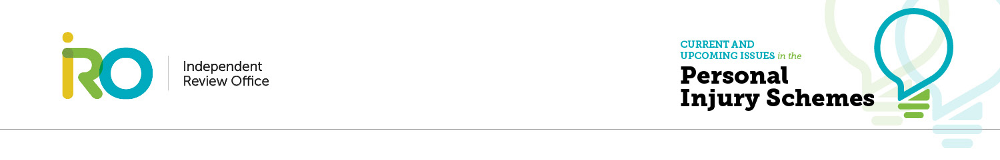 iRO
Independent
Review Office
CURRENT AND
UPCOMING ISSUES in the
Personal
Injury Schemes